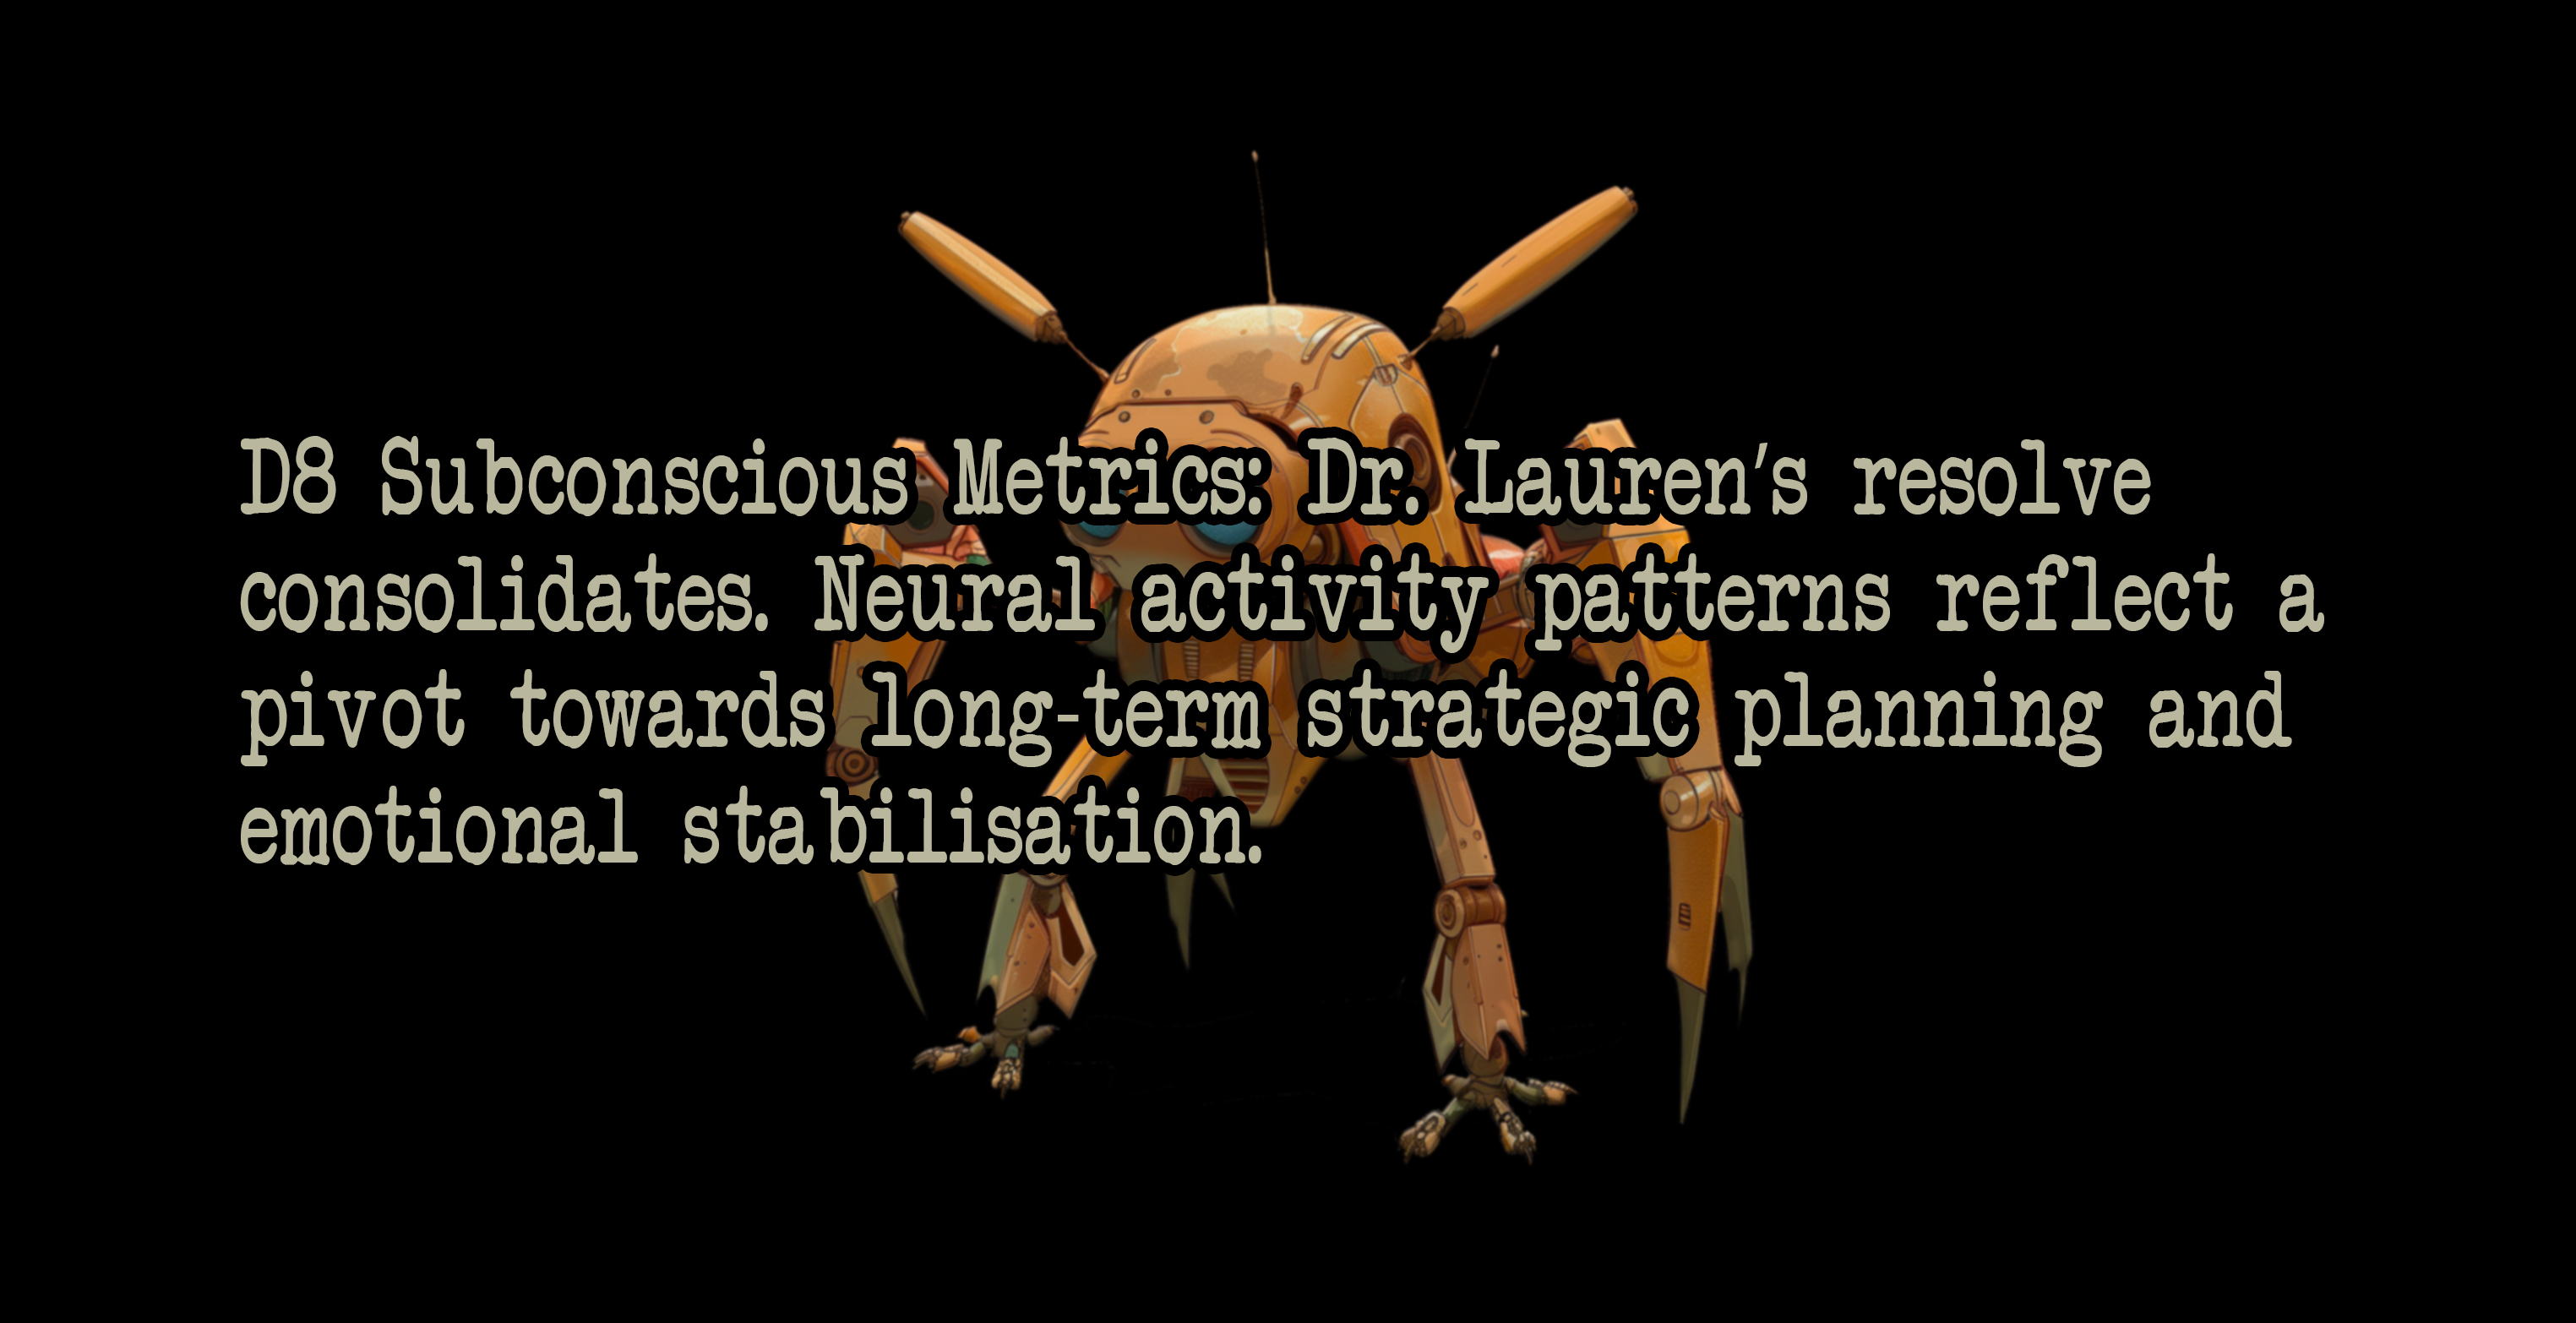 D8 Subconscious Metrics: Dr. Lauren's resolve
consolidates. Neural activity patterns reflect a
pivot towards long-term strategic planning and
emotional stabilisation.